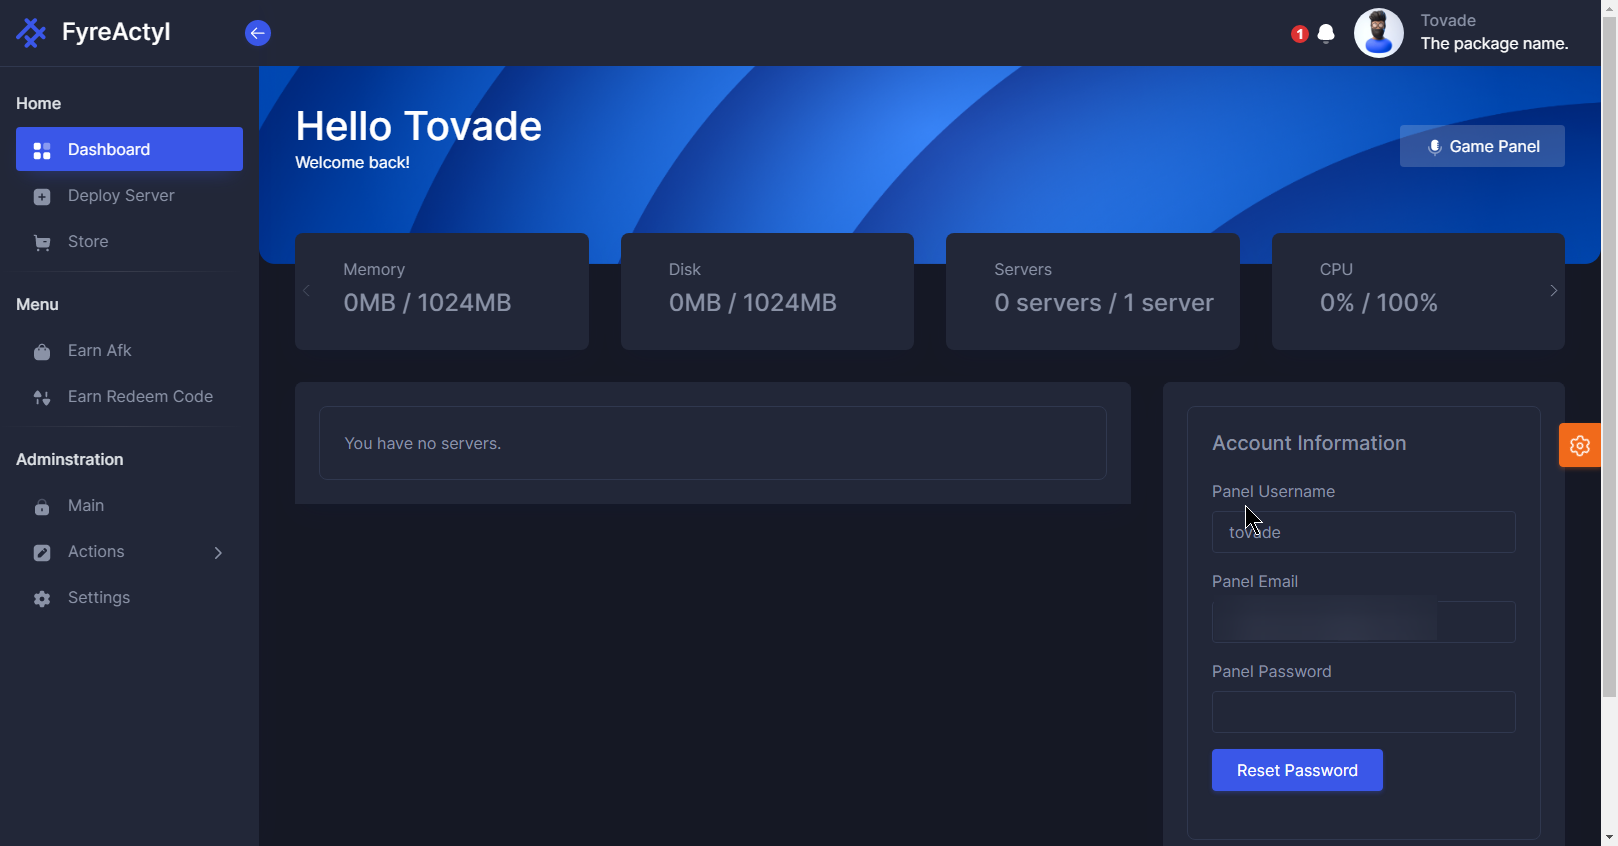 FyreActyl
1
Tovade
The package name.
Home
Dashboard
Deploy Server
Store
Menu
Earn Afk
Earn Redeem Code
Adminstration
Main
Actions
Settings
Hello Tovade
Welcome back!
Game Panel
Memory
0MB / 1024MB
Disk
0MB / 1024MB
Servers
0 servers / 1 server
CPU
0% / 100%
You have no servers.
Account Information
Panel Username
tovade
Panel Email
Panel Password
Reset Password